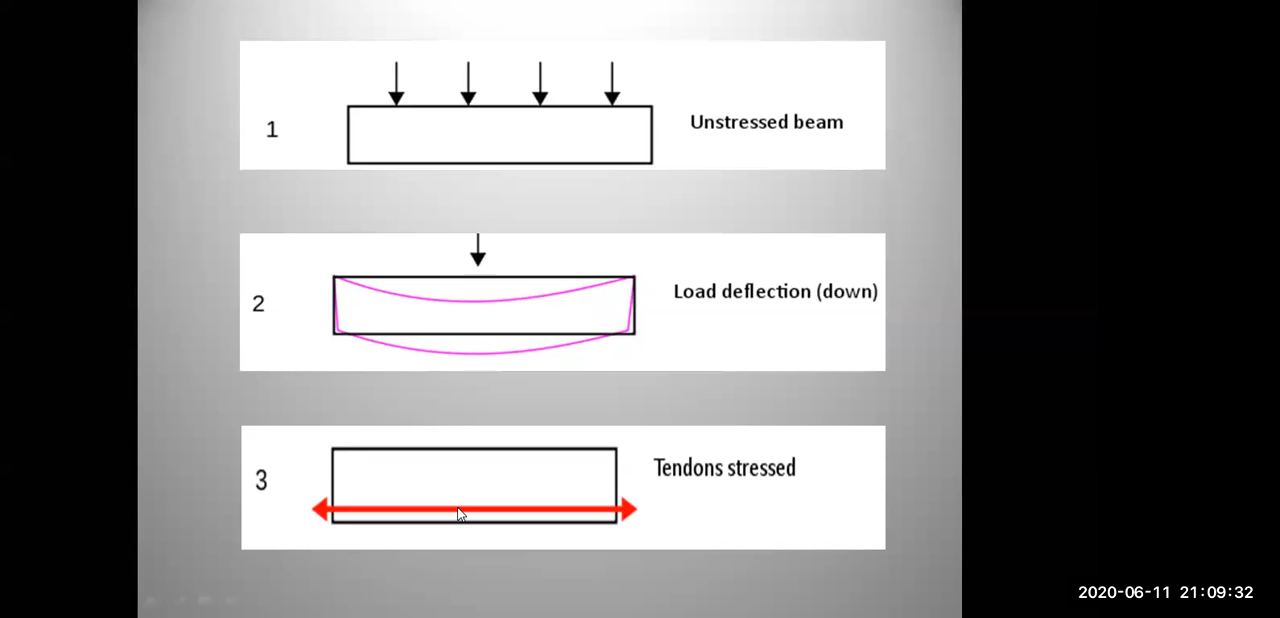 1
Unstressed beam
2
Load deflection (down)
3
Tendons stressed
2020-06-11 21:09:32